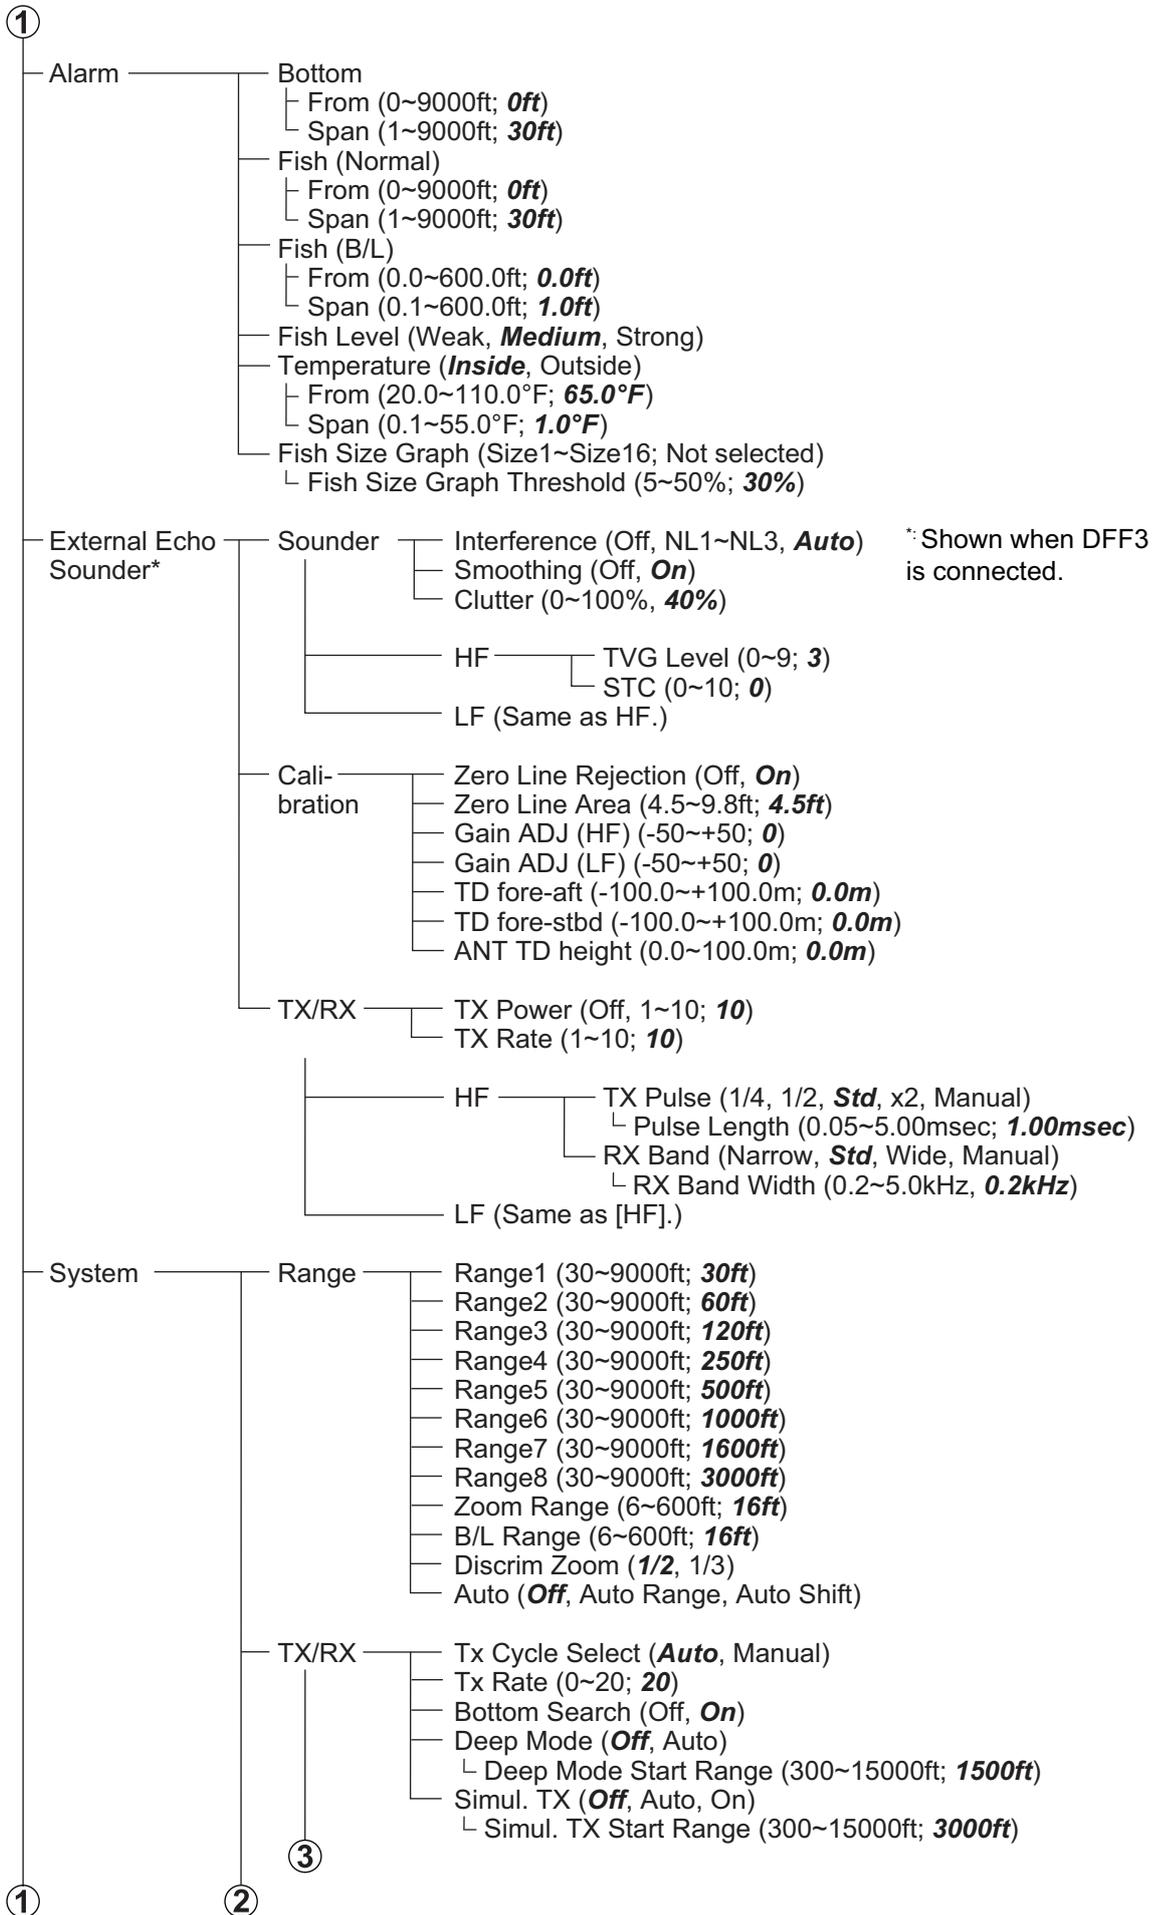 1
Alarm
Bottom
From (0~9000ft; 0ft)
Span (1~9000ft; 30ft)
Fish (Normal)
From (0~9000ft; 0ft)
Span (1~9000ft; 30ft)
Fish (B/L)
From (0.0~600.0ft; 0.0ft)
Span (0.1~600.0ft; 1.0ft)
Fish Level (Weak, Medium, Strong)
Temperature (Inside, Outside)
From (20.0~110.0°F; 65.0°F)
Span (0.1~55.0°F; 1.0°F)
Fish Size Graph (Size1~Size16; Not selected)
Fish Size Graph Threshold (5~50%; 30%)
External Echo
Sounder*
Sounder
Interference (Off, NL1~NL3, Auto)
Smoothing (Off, On)
Clutter (0~100%, 40%)
*: Shown when DFF3
is connected.
HF
TVG Level (0~9; 3)
STC (0~10; 0)
LF (Same as HF.)
Cali-
bration
Zero Line Rejection (Off, On)
Zero Line Area (4.5~9.8ft; 4.5ft)
Gain ADJ (HF) (-50~+50; 0)
Gain ADJ (LF) (-50~+50; 0)
TD fore-aft (-100.0~+100.0m; 0.0m)
TD fore-stbd (-100.0~+100.0m; 0.0m)
ANT TD height (0.0~100.0m; 0.0m)
TX/RX
TX Power (Off, 1~10; 10)
TX Rate (1~10; 10)
HF
TX Pulse (1/4, 1/2, Std, x2, Manual)
Pulse Length (0.05~5.00msec; 1.00msec)
RX Band (Narrow, Std, Wide, Manual)
RX Band Width (0.2~5.0kHz, 0.2kHz)
LF (Same as [HF].)
System
Range
Range1 (30~9000ft; 30ft)
Range2 (30~9000ft; 60ft)
Range3 (30~9000ft; 120ft)
Range4 (30~9000ft; 250ft)
Range5 (30~9000ft; 500ft)
Range6 (30~9000ft; 1000ft)
Range7 (30~9000ft; 1600ft)
Range8 (30~9000ft; 3000ft)
Zoom Range (6~600ft; 16ft)
B/L Range (6~600ft; 16ft)
Discrim Zoom (1/2, 1/3)
Auto (Off, Auto Range, Auto Shift)
TX/RX
Tx Cycle Select (Auto, Manual)
Tx Rate (0~20; 20)
Bottom Search (Off, On)
Deep Mode (Off, Auto)
Deep Mode Start Range (300~15000ft; 1500ft)
Simul. TX (Off, Auto, On)
Simul. TX Start Range (300~15000ft; 3000ft)
3
1
2